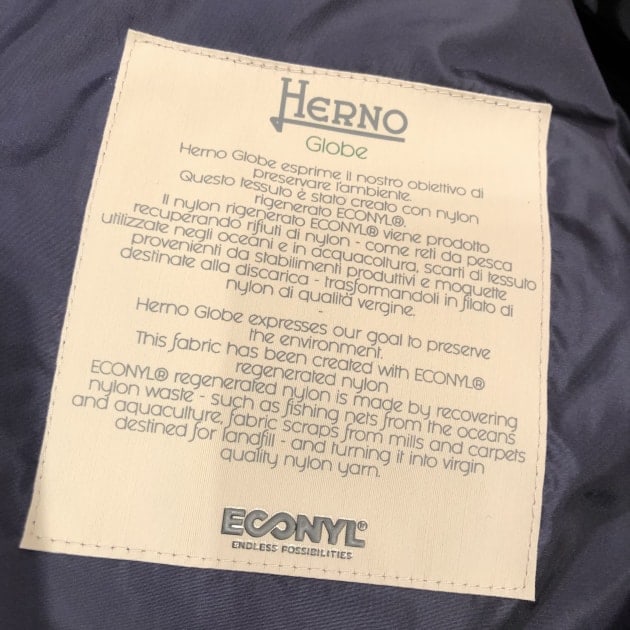 HERNO
Globe
Herno Globe esprime il nostro obiettivo di
preservare l'ambiente.
Questo tessuto è stato creato con nylon
rigenerato ECONYL®.
Il nylon rigenerato ECONYL® viene prodotto
recuperando rifiuti di nylon - come reti da pesca
utilizzate negli oceani e in acquacoltura, scarti di tessuto
provenienti da stabilimenti produttivi e moquette
destinate alla discarica - trasformandoli in filato di
nylon di qualità vergine.
-
Herno Globe expresses our goal to preserve
the environment.
This fabric has been created with ECONYL®
regenerated nylon
ECONYL® regenerated nylon is made by recovering
nylon waste - such as fishing nets from the oceans
and aquaculture, fabric scraps from mills and carpets
destined for landfill - and turning it into virgin
quality nylon yarn.
ECONYL®
ENDLESS POSSIBILITIES